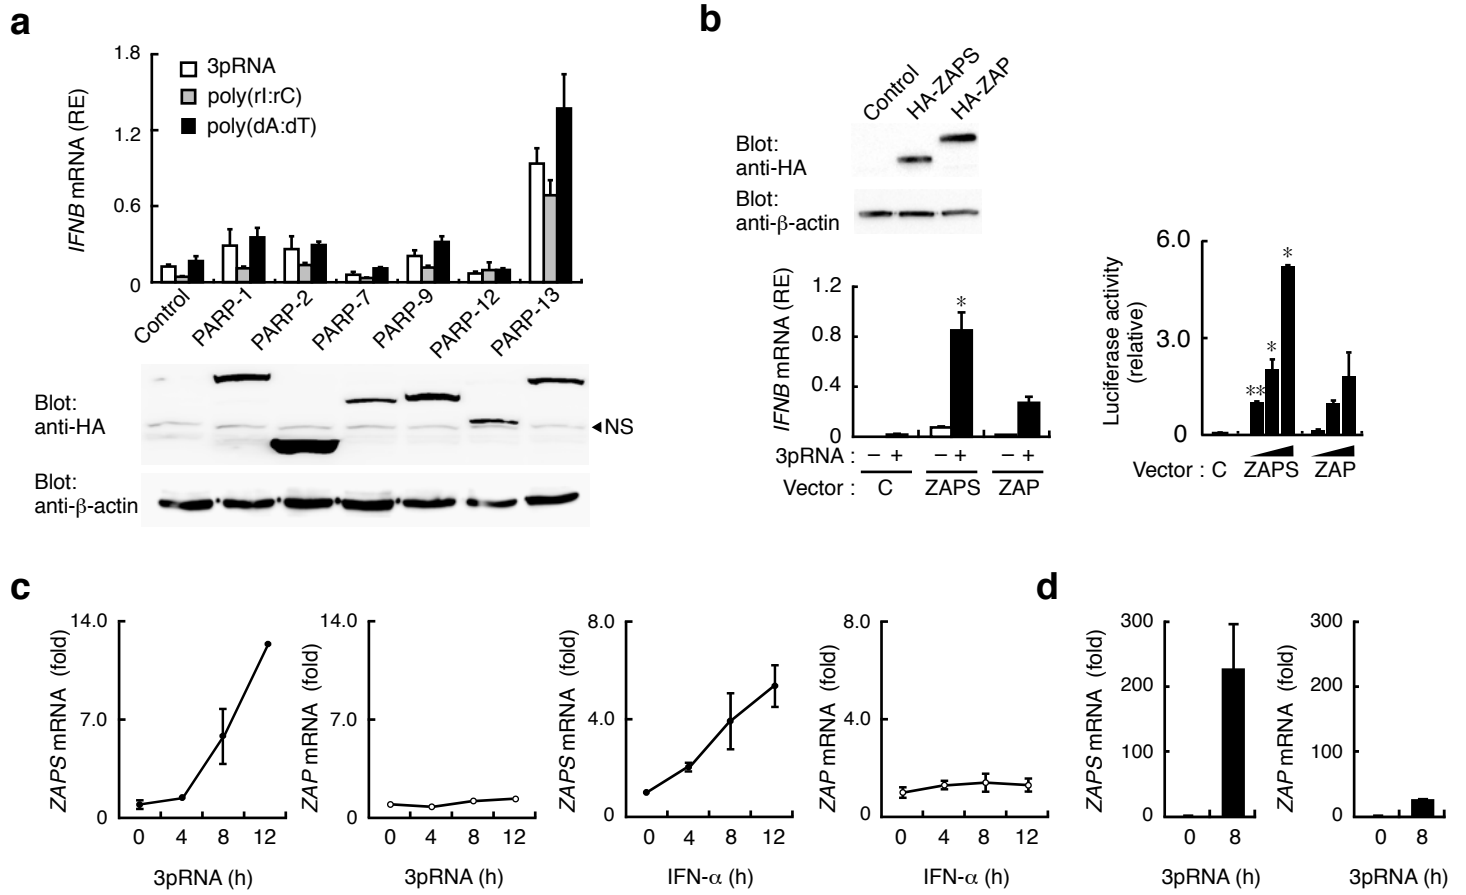 a
IFNB mRNA (RE)
1.8
1.2
0.6
0
3pRNA
poly(rI:rC)
poly(dA:dT)
Control
PARP-1
PARP-2
PARP-7
PARP-9
PARP-12
PARP-13
Blot:
anti-HA
NS
Blot:
anti-β-actin
b
Control
HA-ZAPS
HA-ZAP
Blot:
anti-HA
Blot:
anti-β-actin
IFNB mRNA (RE)
1.2
0.8
0.4
0
*
3pRNA : − + − + − +
Vector : C ZAPS ZAP
Luciferase activity
(relative)
6.0
3.0
0
** * *
Vector : C ZAPS ZAP
c
ZAPS mRNA (fold)
14.0
7.0
0
0 4 8 12
3pRNA (h)
ZAP mRNA (fold)
14.0
7.0
0
0 4 8 12
3pRNA (h)
ZAPS mRNA (fold)
8.0
4.0
0
0 4 8 12
IFN-α (h)
ZAP mRNA (fold)
8.0
4.0
0
0 4 8 12
IFN-α (h)
d
ZAPS mRNA (fold)
300
200
100
0
0 8
3pRNA (h)
ZAP mRNA (fold)
300
200
100
0
0 8
3pRNA (h)